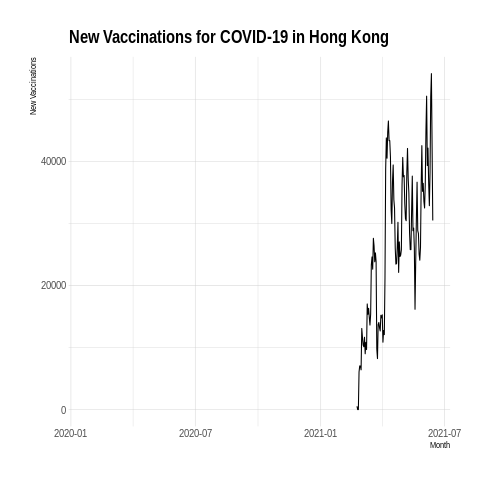 New Vaccinations for COVID-19 in Hong Kong
New Vaccinations
40000
20000
0
2020-01 2020-07 2021-01 2021-07
Month